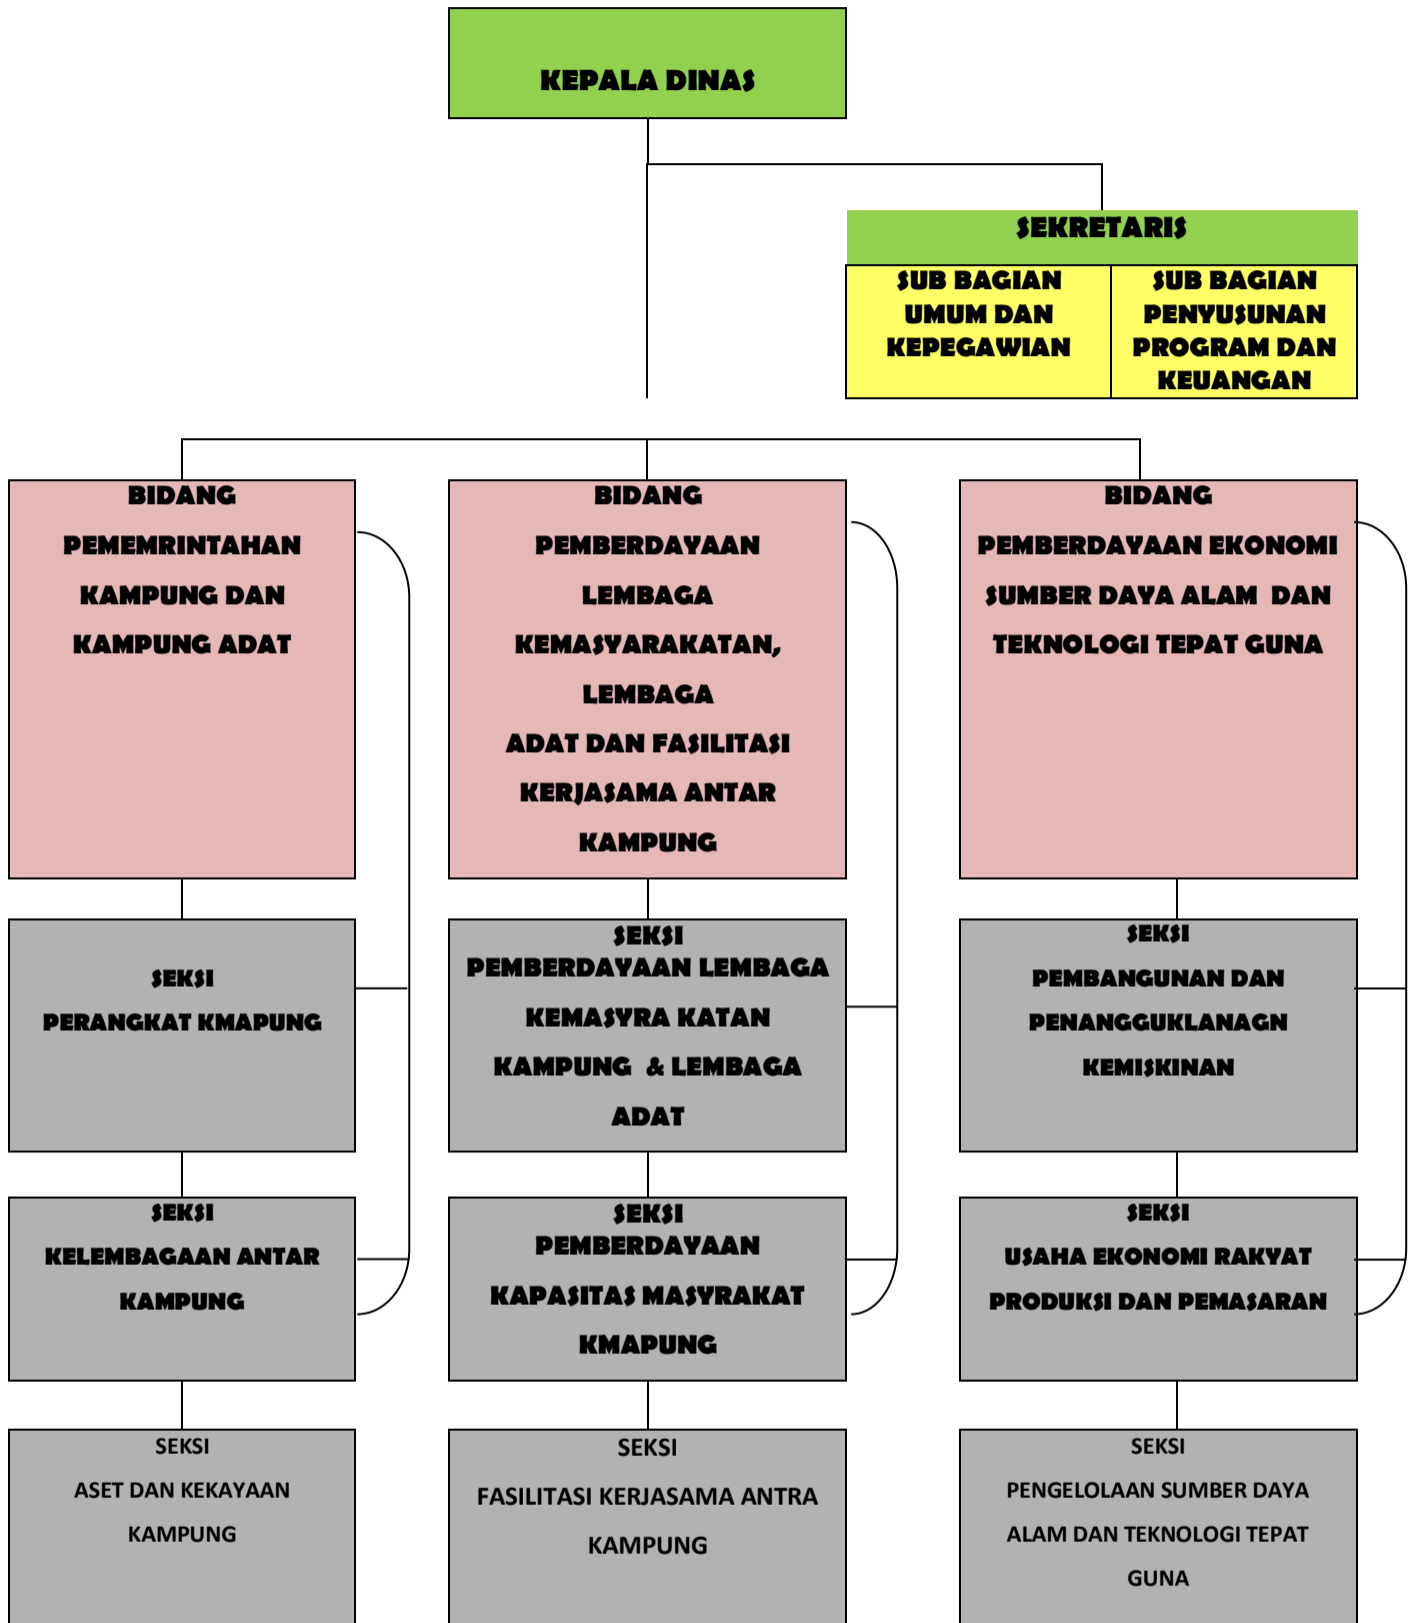 KEPALA DINAS
SEKRETARIS
SUB BAGIAN
UMUM DAN
KEPEGAWIAN
SUB BAGIAN
PENYUSUNAN
PROGRAM DAN
KEUANGAN
BIDANG
PEMEMRINTAHAN
KAMPUNG DAN
KAMPUNG ADAT
BIDANG
PEMBERDAYAAN
LEMBAGA
KEMASYARAKATAN,
LEMBAGA
ADAT DAN FASILITASI
KERJASAMA ANTAR
KAMPUNG
BIDANG
PEMBERDAYAAN EKONOMI
SUMBER DAYA ALAM  DAN
TEKNOLOGI TEPAT GUNA
SEKSI
PERANGKAT KMAPUNG
SEKSI
PEMBERDAYAAN LEMBAGA
KEMASYRA KATAN
KAMPUNG  & LEMBAGA
ADAT
SEKSI
PEMBANGUNAN DAN
PENANGGUKLANAGN
KEMISKINAN
SEKSI
KELEMBAGAAN ANTAR
KAMPUNG
SEKSI
PEMBERDAYAAN
KAPASITAS MASYRAKAT
KMAPUNG
SEKSI
USAHA EKONOMI RAKYAT
PRODUKSI DAN PEMASARAN
SEKSI
ASET DAN KEKAYAAN
KAMPUNG
SEKSI
FASILITASI KERJASAMA ANTRA
KAMPUNG
SEKSI
PENGELOLAAN SUMBER DAYA
ALAM DAN TEKNOLOGI TEPAT
GUNA